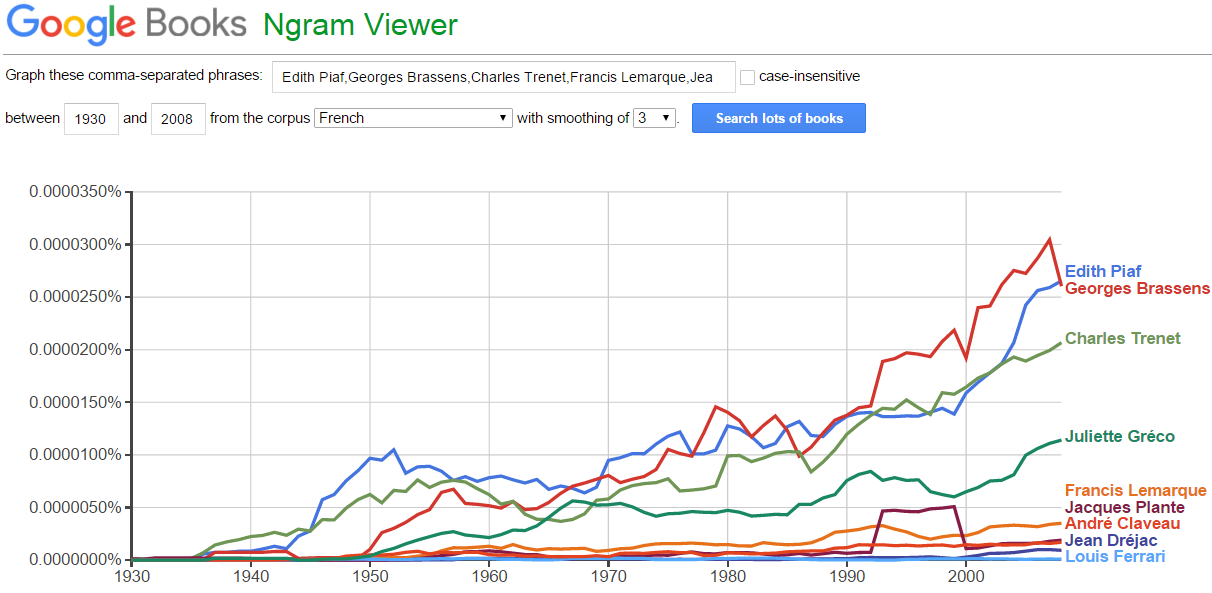 Google Books Ngram Viewer
Graph these comma-separated phrases: Edith Piaf,Georges Brassens,Charles Trenet,Francis Lemarque,Jea case-insensitive
between 1930 and 2008 from the corpus French with smoothing of 3 . Search lots of books
0.0000350%
0.0000300%
0.0000250%
0.0000200%
0.0000150%
0.0000100%
0.0000050%
0.0000000%
Edith Piaf
Georges Brassens
Charles Trenet
Juliette Gréco
Francis Lemarque
Jacques Plante
André Claveau
Jean Dréjac
Louis Ferrari
1930 1940 1950 1960 1970 1980 1990 2000